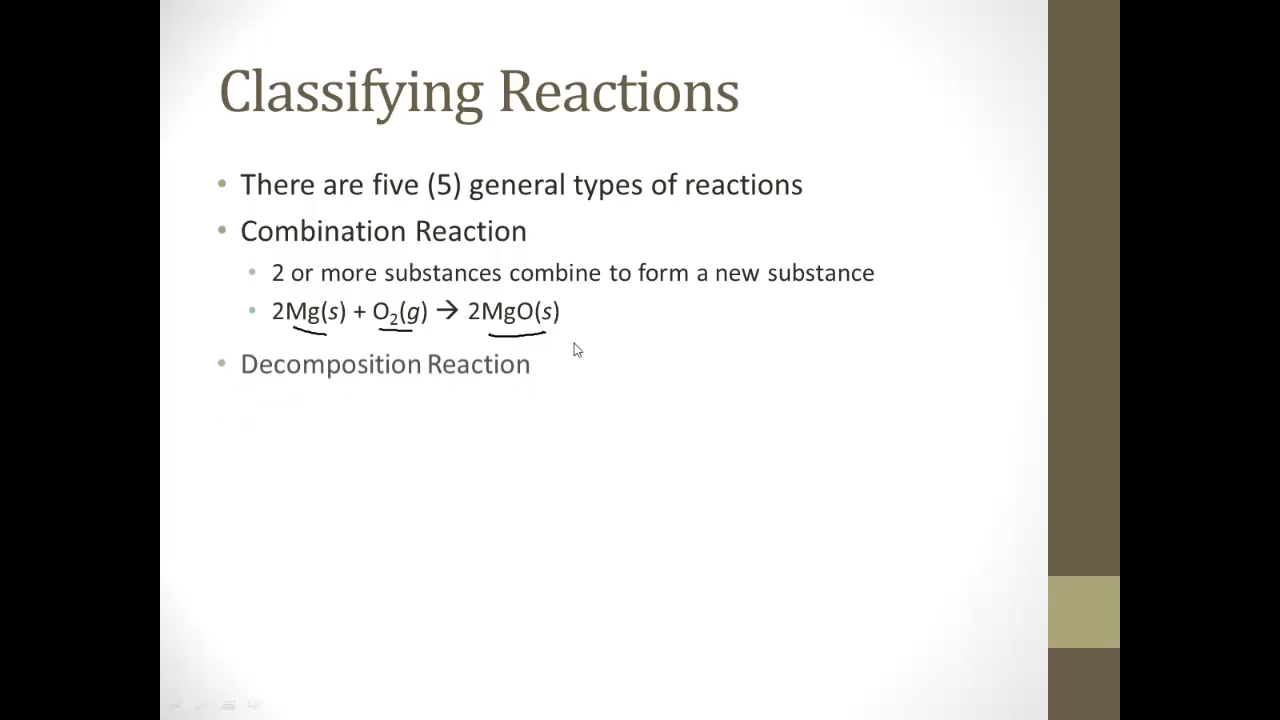 Classifying Reactions
• There are five (5) general types of reactions
• Combination Reaction
• 2 or more substances combine to form a new substance
• 2Mg(s) + O₂(g) → 2MgO(s)
• Decomposition Reaction